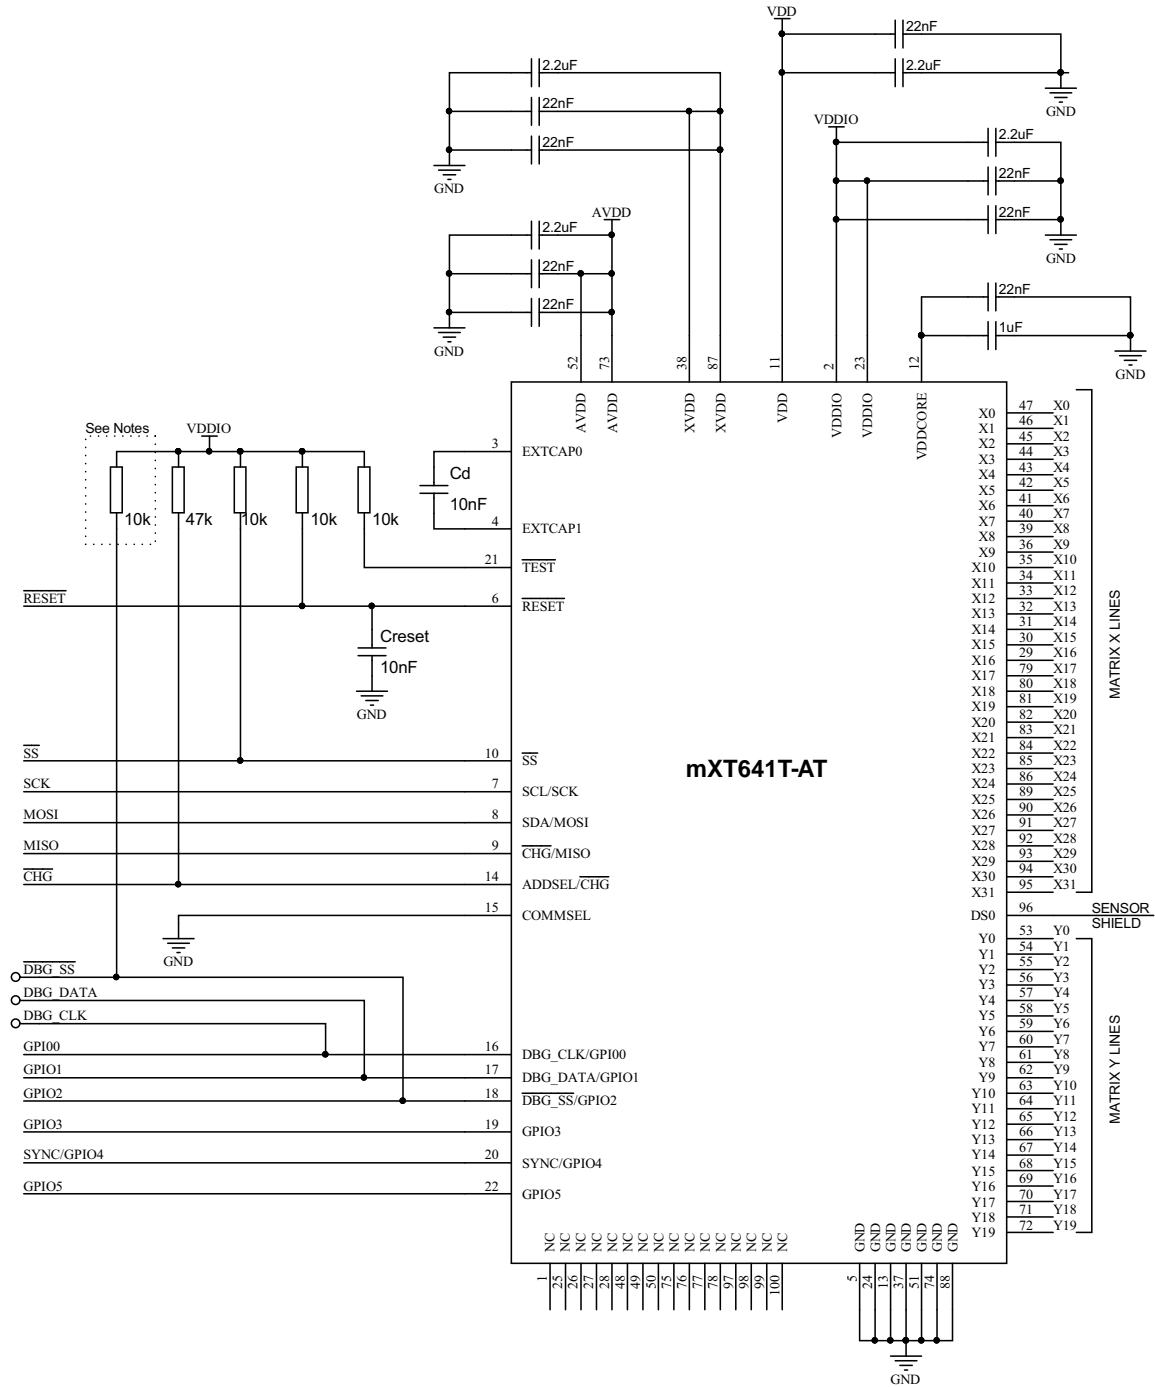 VDD
22nF
2.2uF
GND
2.2uF
22nF
22nF
GND
VDDIO
2.2uF
22nF
22nF
GND
AVDD
2.2uF
22nF
22nF
GND
22nF
1uF
GND
52 73 38 87 11 2 23 12
AVDD AVDD XVDD XVDD VDD VDDIO VDDIO VDDCORE
See Notes
VDDIO
10k 47k 10k 10k 10k
3 EXTCAP0
Cd
10nF
4 EXTCAP1
21 TEST
RESET 6 RESET
Creset
10nF
GND
SS 10 SS
mXT641T-AT
SCK 7 SCL/SCK
MOSI 8 SDA/MOSI
MISO 9 CHG/MISO
CHG 14 ADDSEL/CHG
15 COMMSEL
GND
DBG_SS
DBG_DATA
DBG_CLK
GPI00 16 DBG_CLK/GPI00
GPIO1 17 DBG_DATA/GPIO1
GPIO2 18 DBG_SS/GPIO2
GPIO3 19 GPIO3
SYNC/GPIO4 20 SYNC/GPIO4
GPIO5 22 GPIO5
X0 47 X0
X1 46 X1
X2 45 X2
X3 44 X3
X4 43 X4
X5 42 X5
X6 41 X6
X7 40 X7
X8 39 X8
X9 36 X9
X10 35 X10
X11 34 X11
X12 33 X12
X13 32 X13
X14 31 X14
X15 30 X15
X16 29 X16
X17 79 X17
X18 80 X18
X19 81 X19
X20 82 X20
X21 83 X21
X22 84 X22
X23 85 X23
X24 86 X24
X25 89 X25
X26 90 X26
X27 91 X27
X28 92 X28
X29 93 X29
X30 94 X30
X31 95 X31
MATRIX X LINES
DS0 96 SENSOR
SHIELD
Y0 53 Y0
Y1 54 Y1
Y2 55 Y2
Y3 56 Y3
Y4 57 Y4
Y5 58 Y5
Y6 59 Y6
Y7 60 Y7
Y8 61 Y8
Y9 62 Y9
Y10 63 Y10
Y11 64 Y11
Y12 65 Y12
Y13 66 Y13
Y14 67 Y14
Y15 68 Y15
Y16 69 Y16
Y17 70 Y17
Y18 71 Y18
Y19 72 Y19
MATRIX Y LINES
NC NC NC NC NC NC NC NC NC NC NC NC NC NC NC NC
1 25 26 27 28 48 49 50 75 76 77 78 97 98 99 100
GND GND GND GND GND GND GND
5 24 13 37 51 74 88
GND